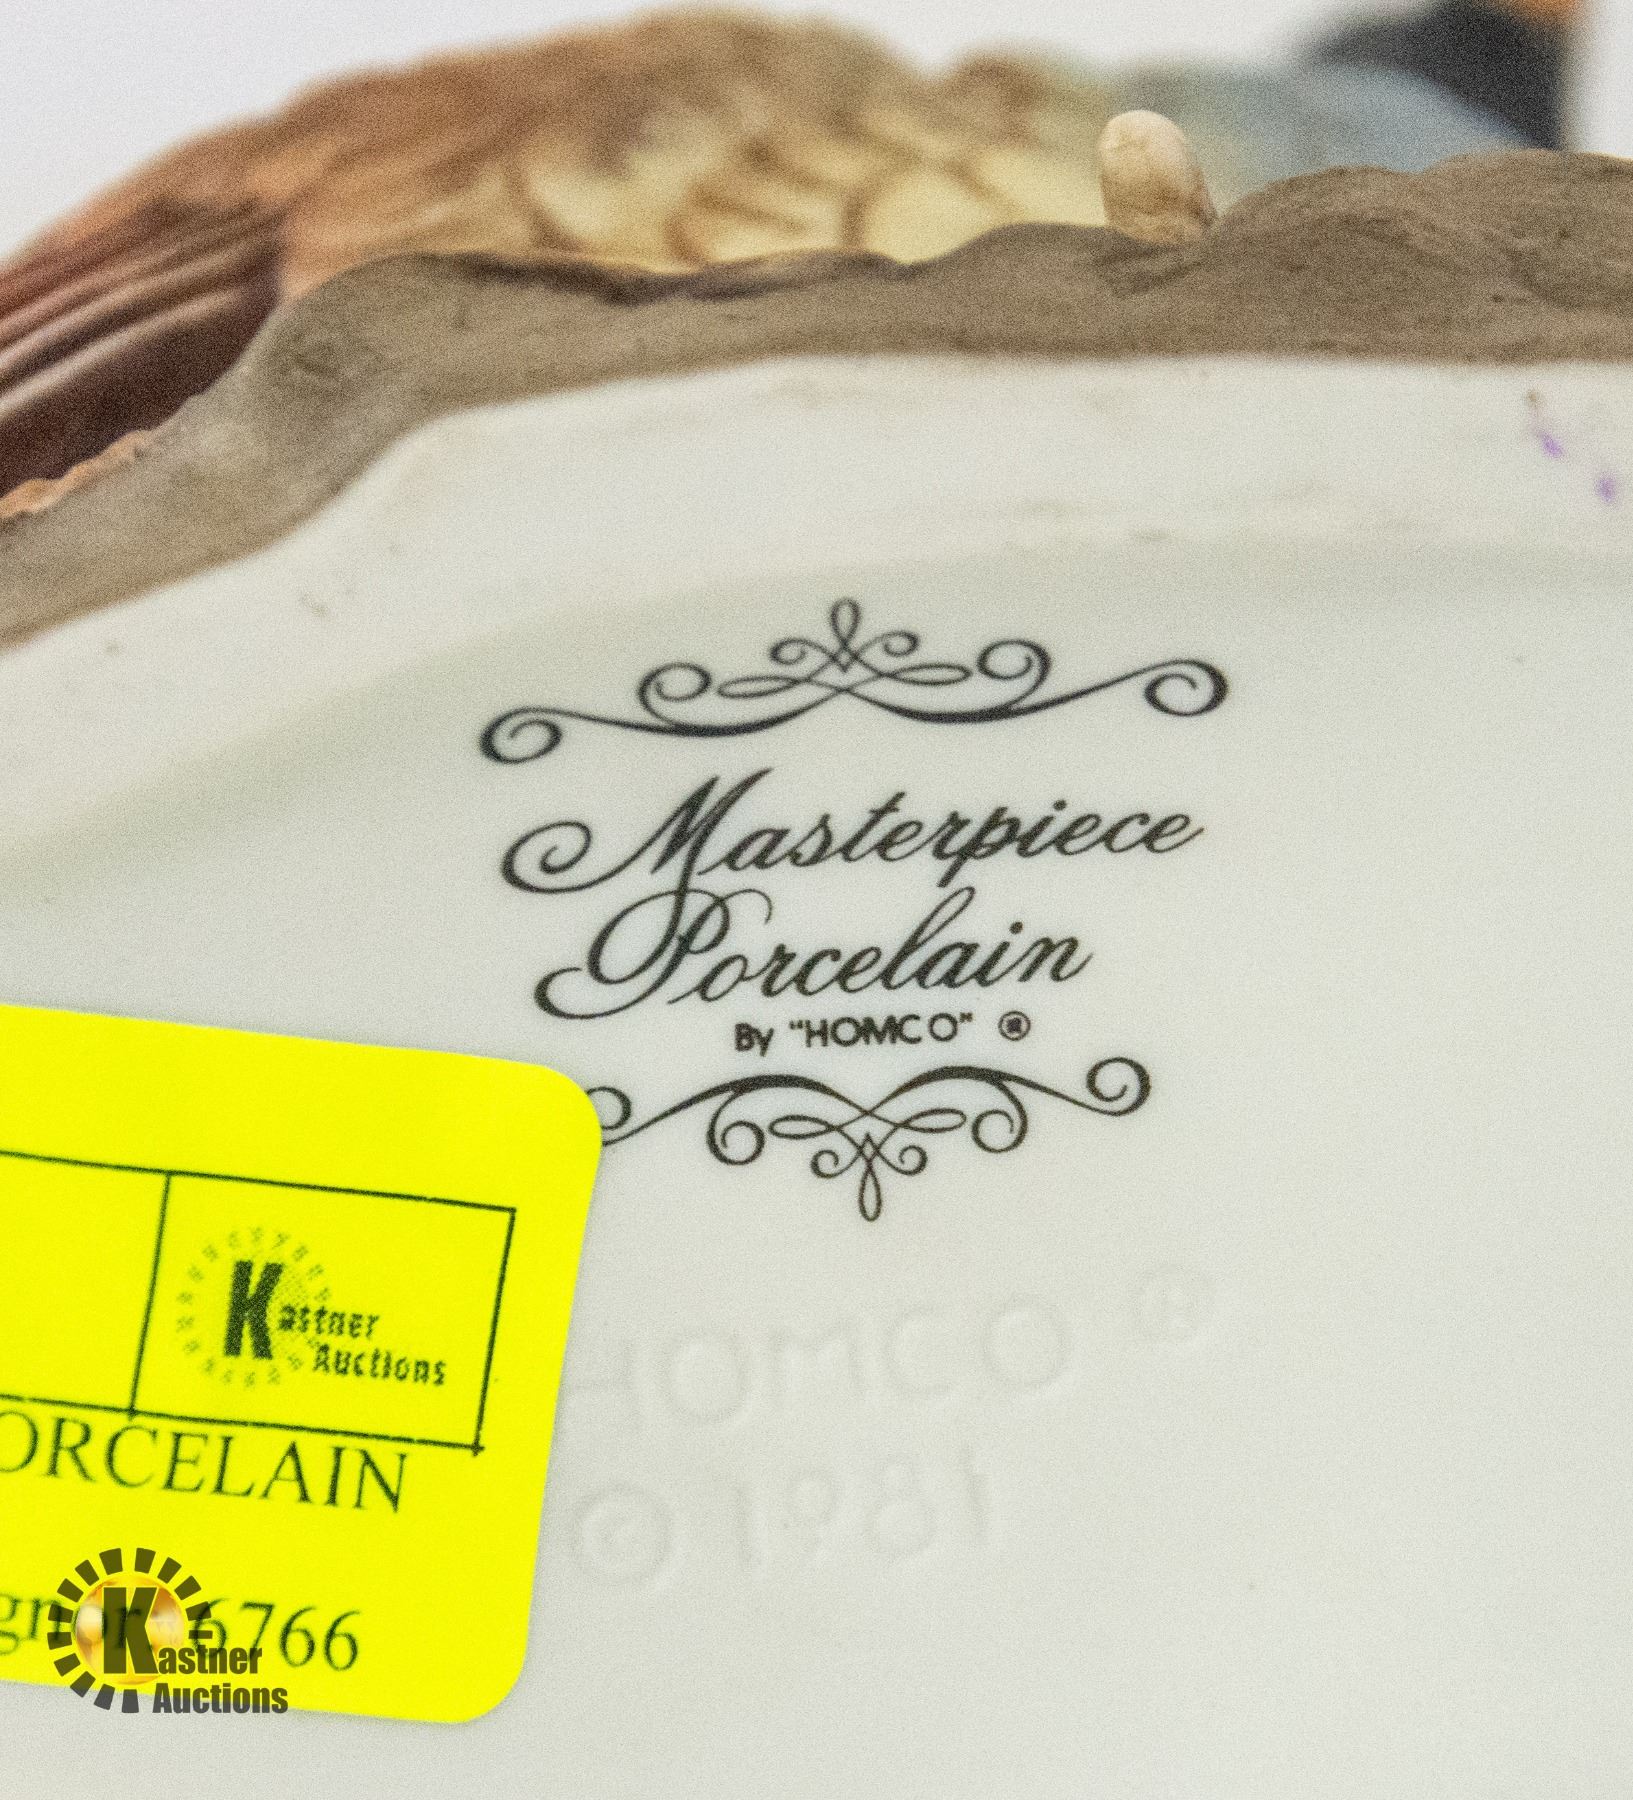 Masterpiece
Porcelain
By "HOMCO" ®
HOMCO ®
© 1981
Kastner
Auctions
ORCELAIN
6766
Kastner
Auctions